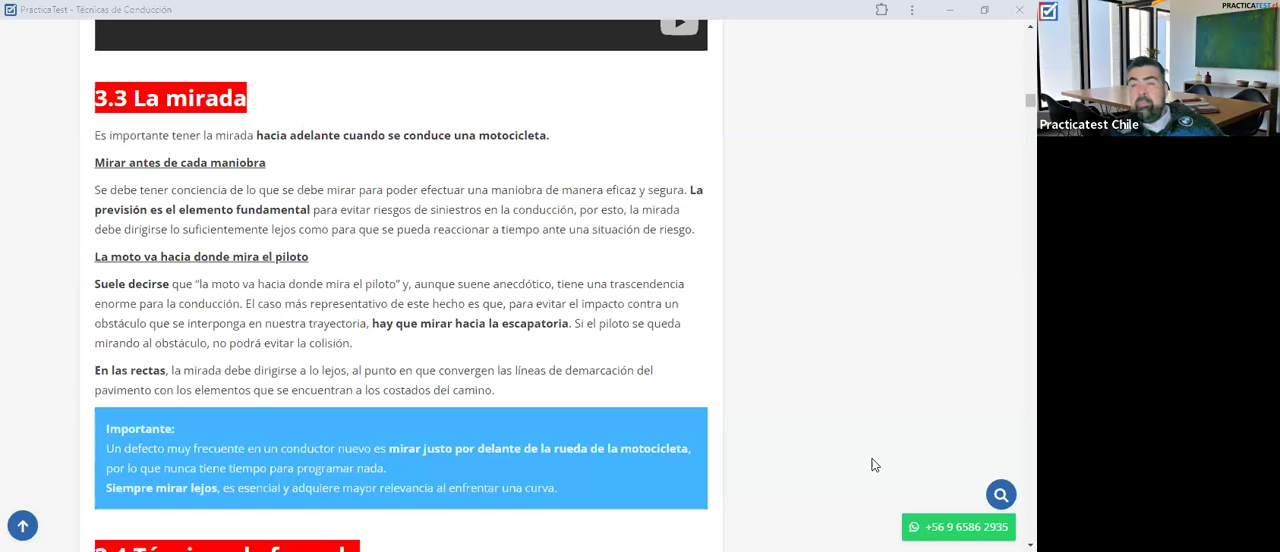 PracticaTest - Técnicas de Conducción
PRACTICATEST.cl
Practicatest Chile
3.3 La mirada
Es importante tener la mirada hacia adelante cuando se conduce una motocicleta.
Mirar antes de cada maniobra
Se debe tener conciencia de lo que se debe mirar para poder efectuar una maniobra de manera eficaz y segura. La
previsión es el elemento fundamental para evitar riesgos de siniestros en la conducción, por esto, la mirada
debe dirigirse lo suficientemente lejos como para que se pueda reaccionar a tiempo ante una situación de riesgo.
La moto va hacia donde mira el piloto
Suele decirse que “la moto va hacia donde mira el piloto” y, aunque suene anecdótico, tiene una trascendencia
enorme para la conducción. El caso más representativo de este hecho es que, para evitar el impacto contra un
obstáculo que se interponga en nuestra trayectoria, hay que mirar hacia la escapatoria. Si el piloto se queda
mirando al obstáculo, no podrá evitar la colisión.
En las rectas, la mirada debe dirigirse a lo lejos, al punto en que convergen las líneas de demarcación del
pavimento con los elementos que se encuentran a los costados del camino.
Importante:
Un defecto muy frecuente en un conductor nuevo es mirar justo por delante de la rueda de la motocicleta,
por lo que nunca tiene tiempo para programar nada.
Siempre mirar lejos, es esencial y adquiere mayor relevancia al enfrentar una curva.
+56 9 6586 2935